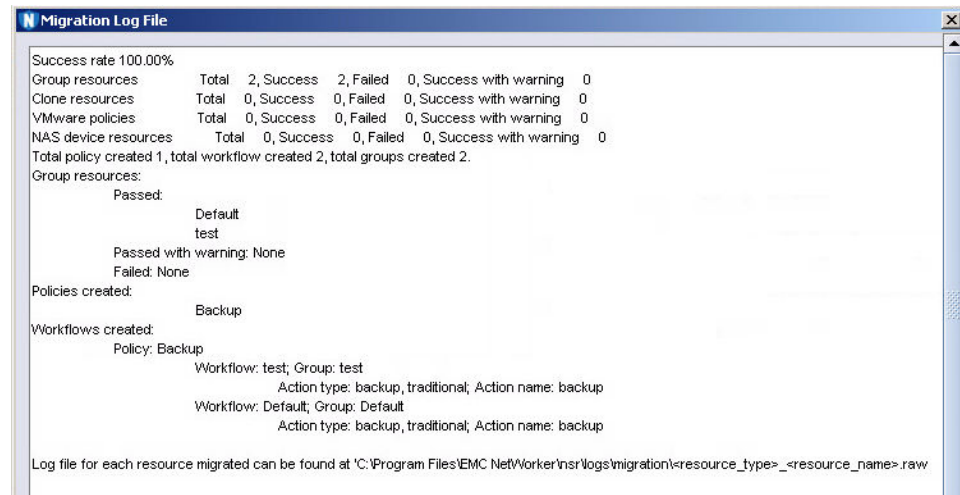 N Migration Log File
Success rate 100.00%
Group resources Total 2, Success 2, Failed 0, Success with warning 0
Clone resources Total 0, Success 0, Failed 0, Success with warning 0
VMware policies Total 0, Success 0, Failed 0, Success with warning 0
NAS device resources Total 0, Success 0, Failed 0, Success with warning 0
Total policy created 1, total workflow created 2, total groups created 2.
Group resources:
Passed:
Default
test
Passed with warning: None
Failed: None
Policies created:
Backup
Workflows created:
Policy: Backup
Workflow: test; Group: test
Action type: backup, traditional; Action name: backup
Workflow: Default; Group: Default
Action type: backup, traditional; Action name: backup
Log file for each resource migrated can be found at 'C:\Program Files\EMC NetWorker\nsr\logs\migration\<resource_type>_<resource_name>.raw